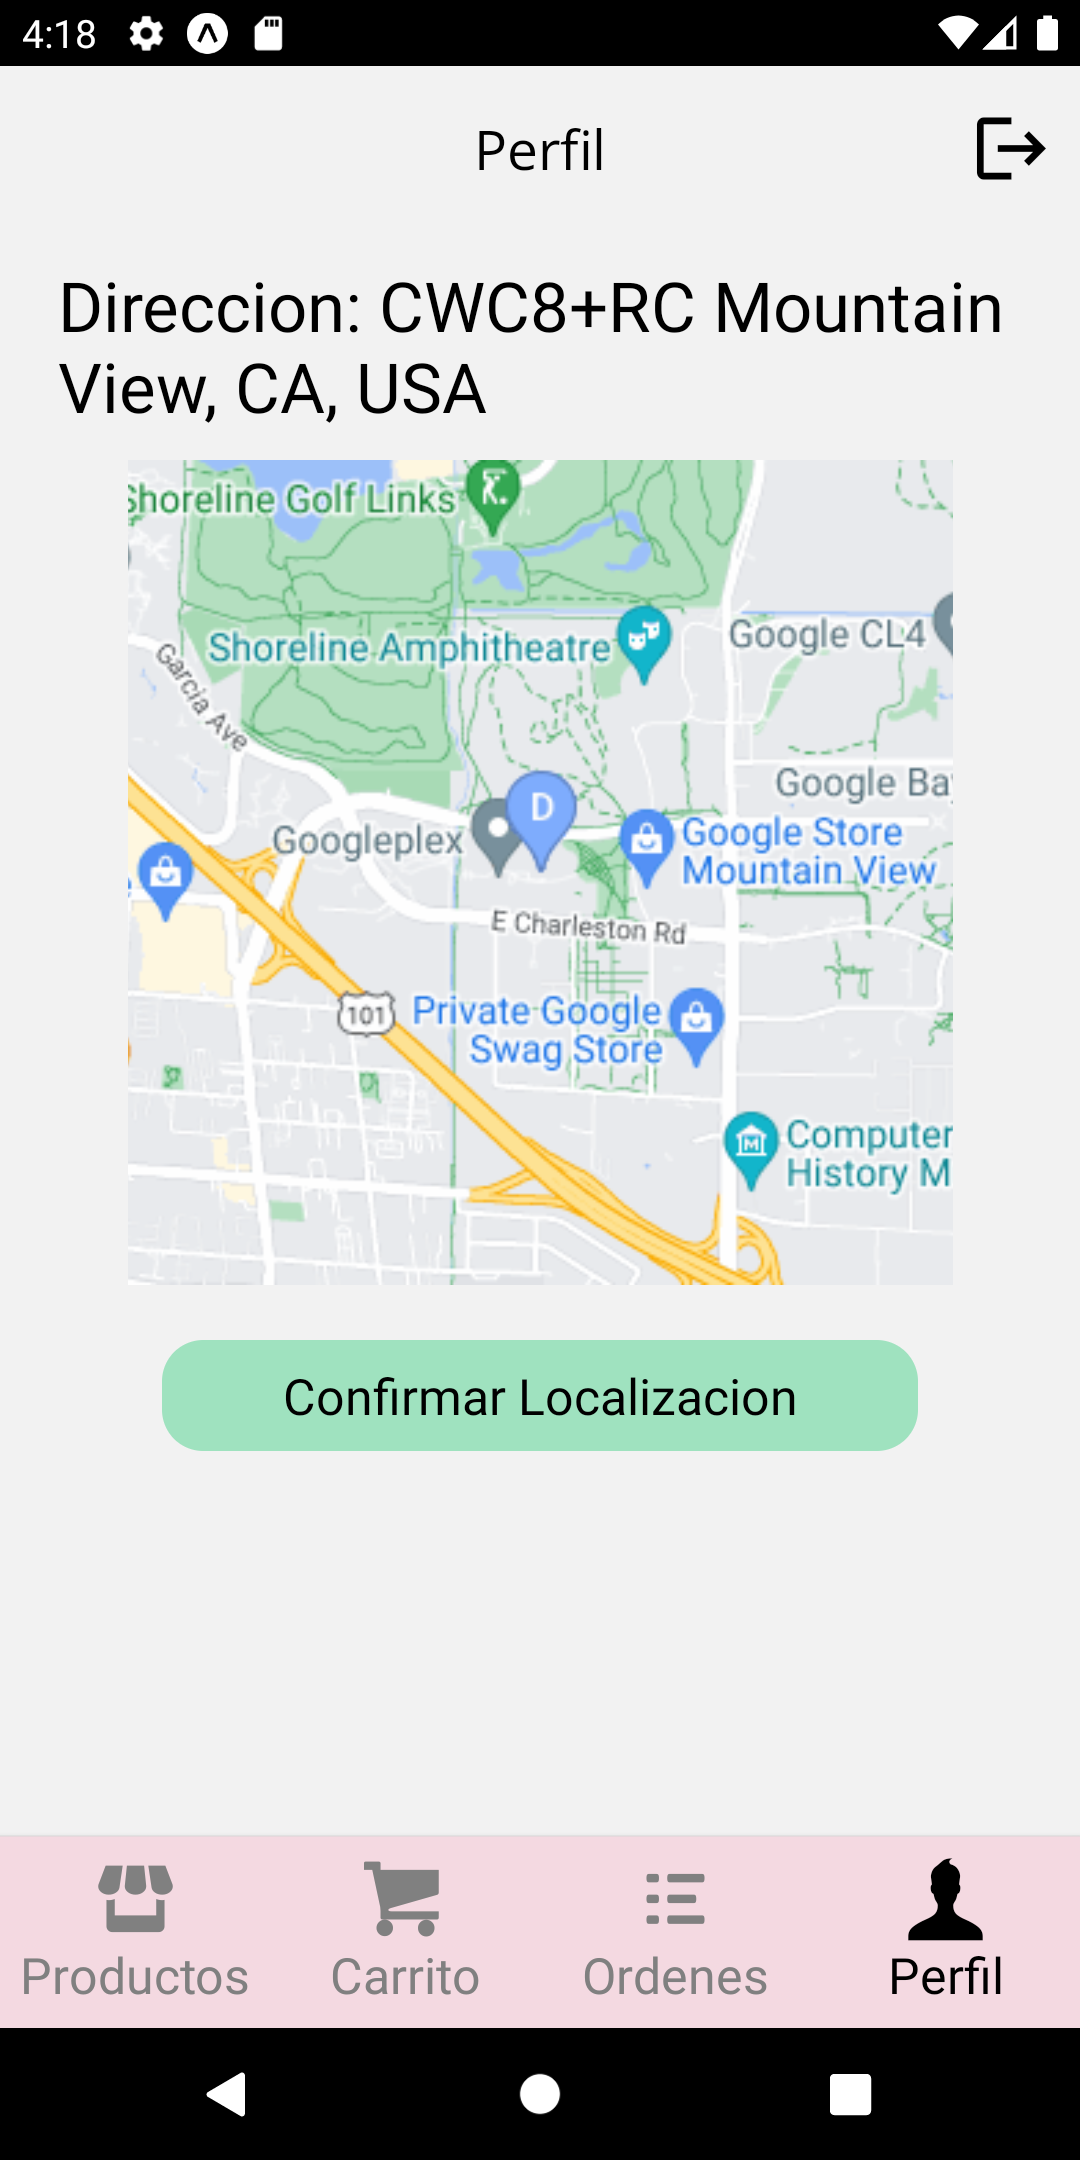 4:18
Perfil
Direccion: CWC8+RC Mountain
View, CA, USA
Shoreline Golf Links
Shoreline Amphitheatre
Google CL4
Garcia Ave
Google Bay
D
Googleplex
Google Store
Mountain View
E Charleston Rd
101
Private Google
Swag Store
Computer
History M
Confirmar Localizacion
Productos
Carrito
Ordenes
Perfil